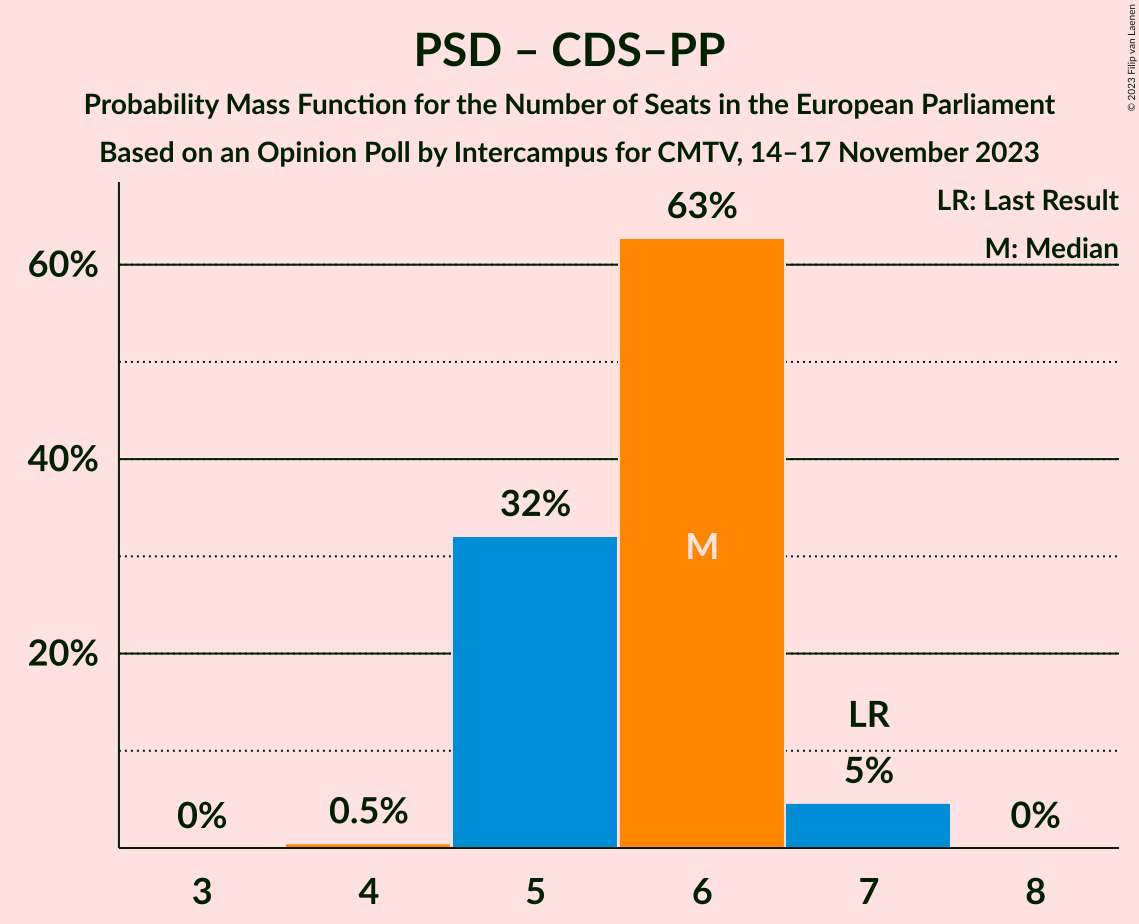 PSD – CDS–PP
Probability Mass Function for the Number of Seats in the European Parliament
Based on an Opinion Poll by Intercampus for CMTV, 14–17 November 2023
© 2023 Filip van Laenen
LR: Last Result
M: Median
63%
60%
40%
32%
M
20%
LR
5%
0%
0.5%
0%
3
4
5
6
7
8